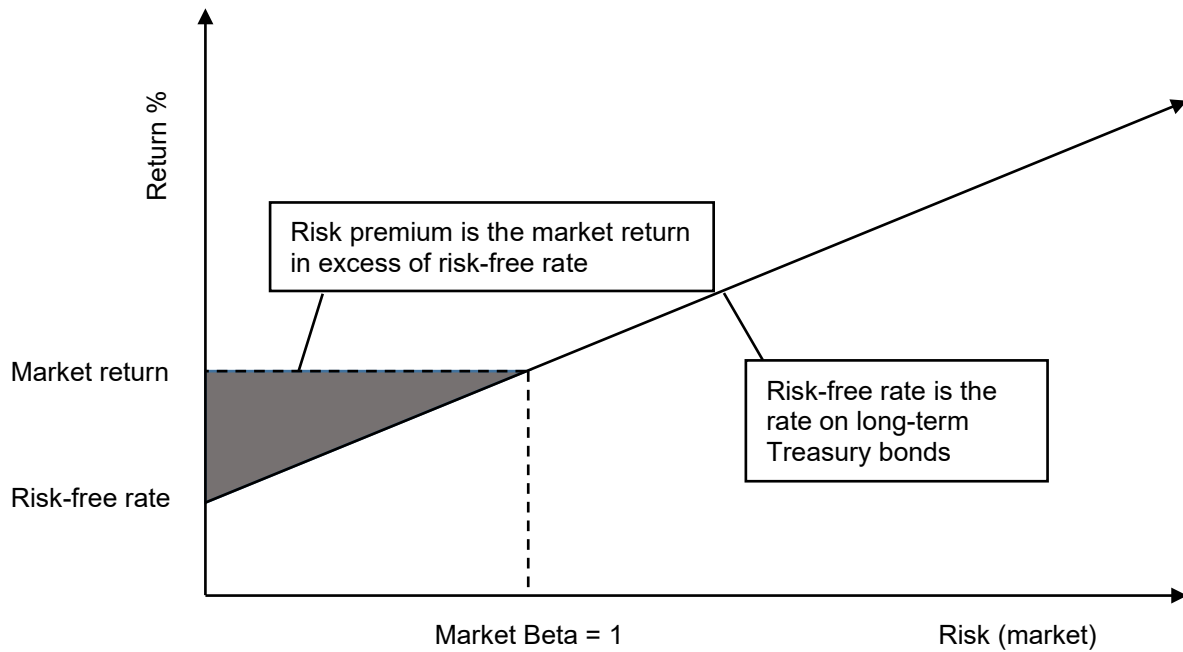 Return %
Risk premium is the market return
in excess of risk-free rate
Market return
Risk-free rate is the
rate on long-term
Treasury bonds
Risk-free rate
Market Beta = 1
Risk (market)